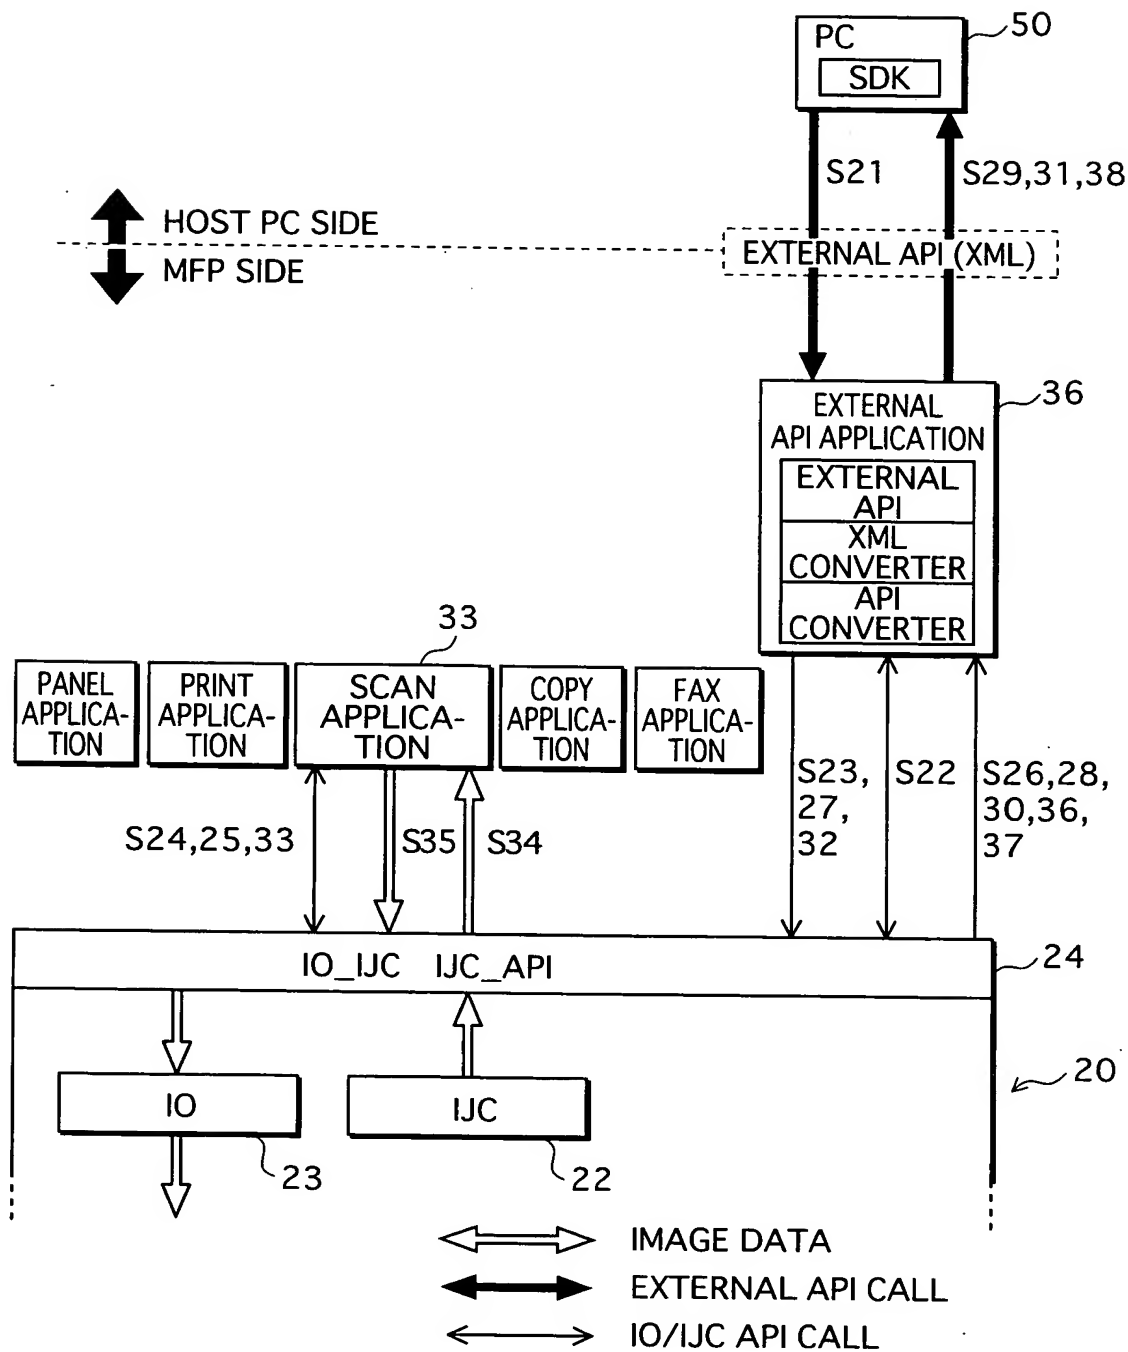 50
PC
SDK
S21
S29,31,38
HOST PC SIDE
MFP SIDE
EXTERNAL API (XML)
36
EXTERNAL
API APPLICATION
EXTERNAL
API
XML
CONVERTER
API
CONVERTER
33
PANEL
APPLICA-
TION
PRINT
APPLICA-
TION
SCAN
APPLICA-
TION
COPY
APPLICA-
TION
FAX
APPLICA-
TION
S24,25,33
S35
S34
S23,
27,
32
S22
S26,28,
30,36,
37
IO_IJC IJC_API
24
20
IO
IJC
23
22
IMAGE DATA
EXTERNAL API CALL
IO/IJC API CALL